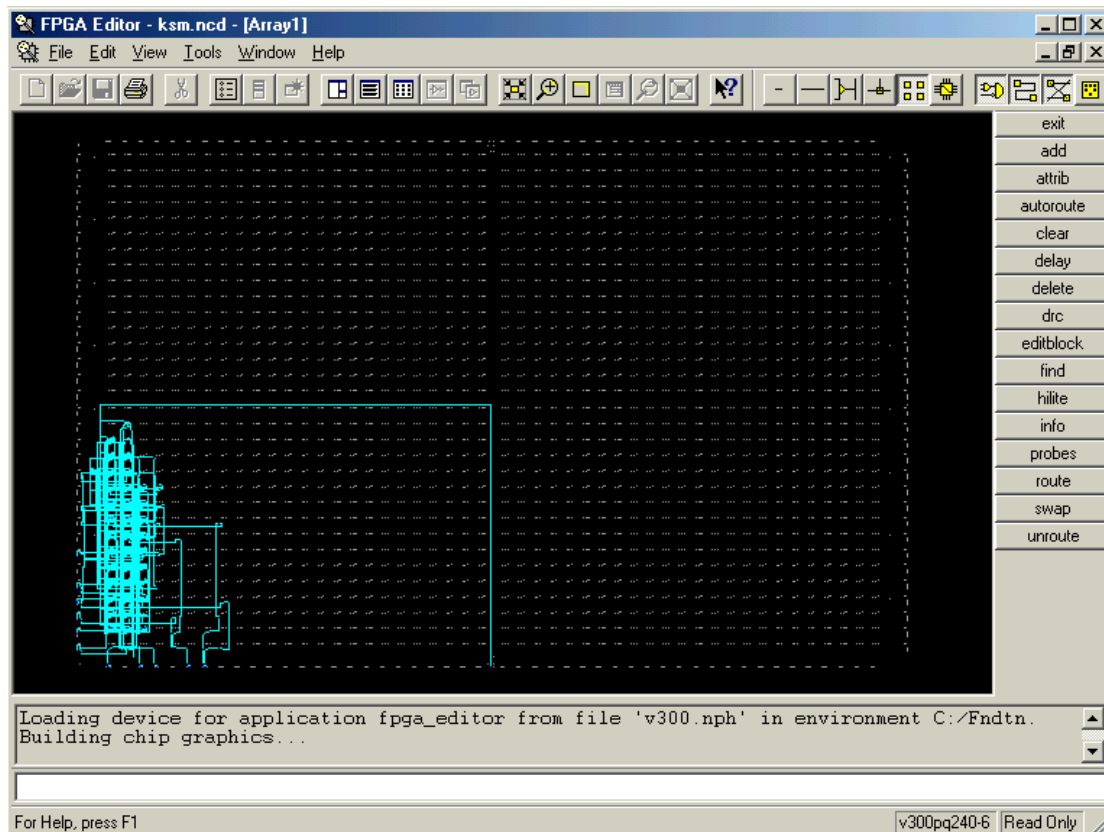 FPGA Editor - ksm.ncd - [Array1]
File Edit View Tools Window Help
exit
add
attrib
autoroute
clear
delay
delete
drc
editblock
find
hilite
info
probes
route
swap
unroute
Loading device for application fpga_editor from file 'v300.nph' in environment C:/Fndtn.
Building chip graphics...
For Help, press F1
v300pq240-6 Read Only